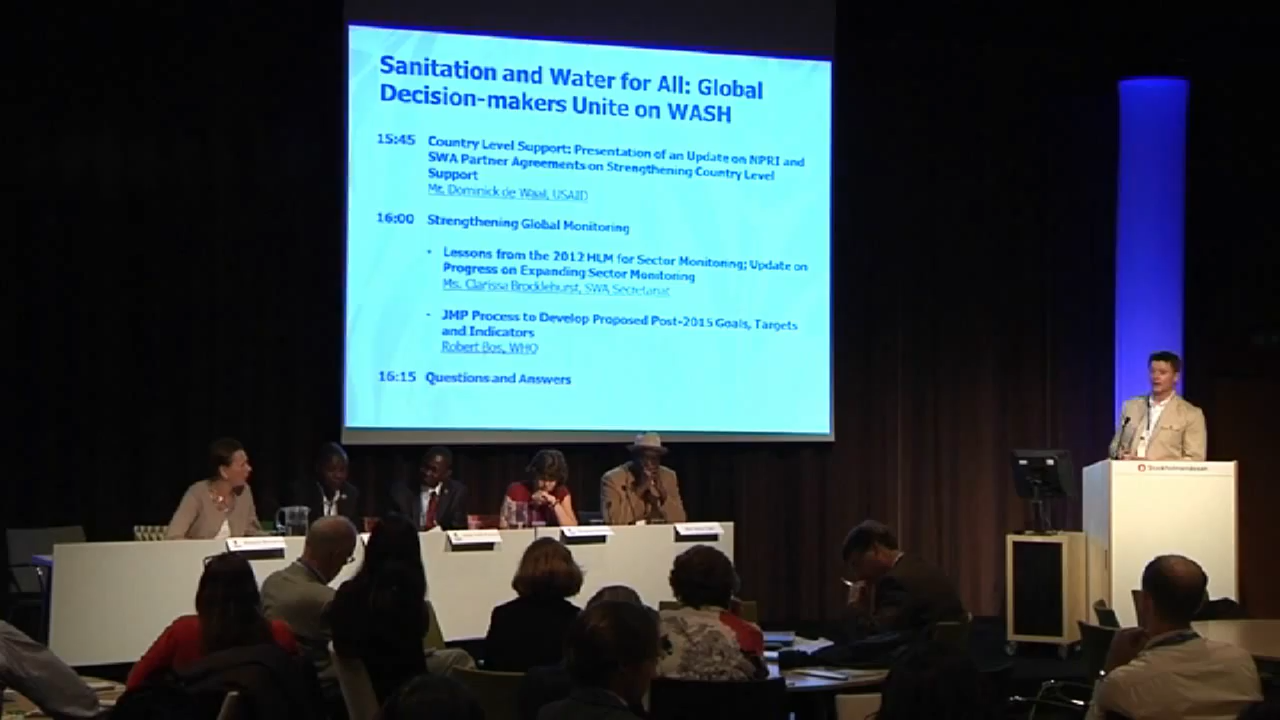 Sanitation and Water for All: Global
Decision-makers Unite on WASH
15:45 Country Level Support: Presentation of an Update on NPRI and
SWA Partner Agreements on Strengthening Country Level
Support
Mr. Dominick de Waal, USAID
16:00 Strengthening Global Monitoring
- Lessons from the 2012 HLM for Sector Monitoring; Update on
Progress on Expanding Sector Monitoring
Ms. Clarissa Brocklehurst, SWA Secretariat
- JMP Process to Develop Proposed Post-2015 Goals, Targets
and Indicators
Robert Bos, WHO
16:15 Questions and Answers
Stockholmsmässan